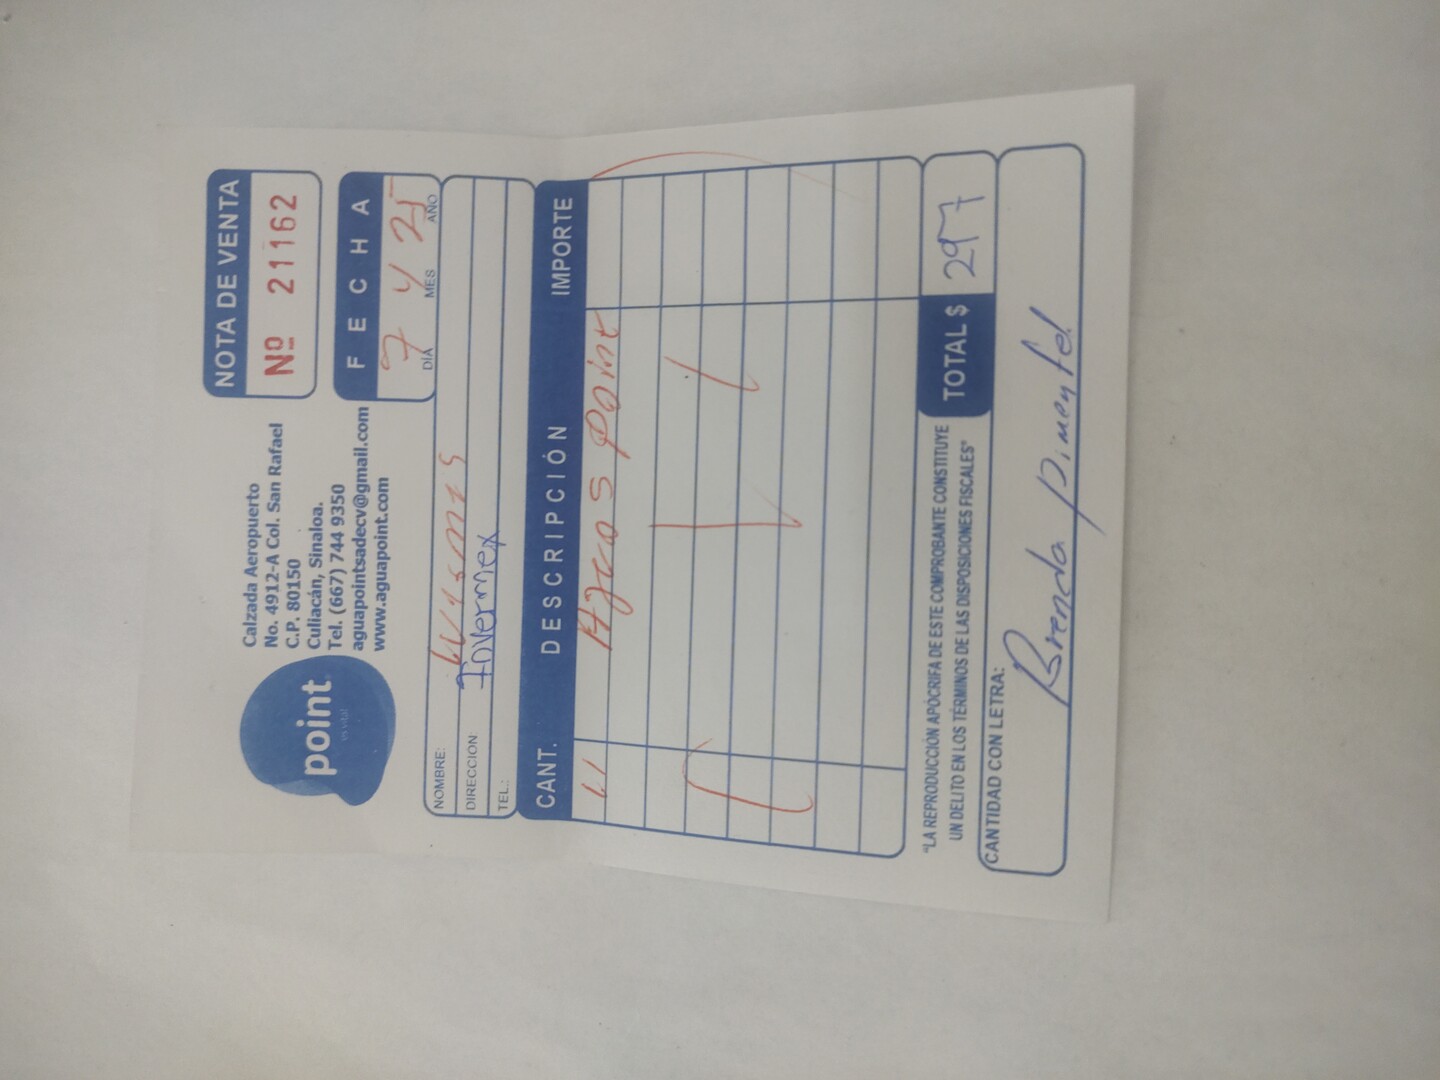 point
es vital
Calzada Aeropuerto
No. 4912-A Col. San Rafael
C.P. 80150
Culiacán, Sinaloa.
Tel. (667) 744 9350
aguapointsadecv@gmail.com
www.aguapoint.com
NOTA DE VENTA
Nº 21162
FECHA
7 4 25
DÍA MES AÑO
NOMBRE:
DIRECCION: Invermex
TEL.:
CANT. DESCRIPCIÓN IMPORTE
Aguas point
"LA REPRODUCCIÓN APÓCRIFA DE ESTE COMPROBANTE CONSTITUYE
UN DELITO EN LOS TÉRMINOS DE LAS DISPOSICIONES FISCALES"
TOTAL $ 297
CANTIDAD CON LETRA:
Brenda Pimentel